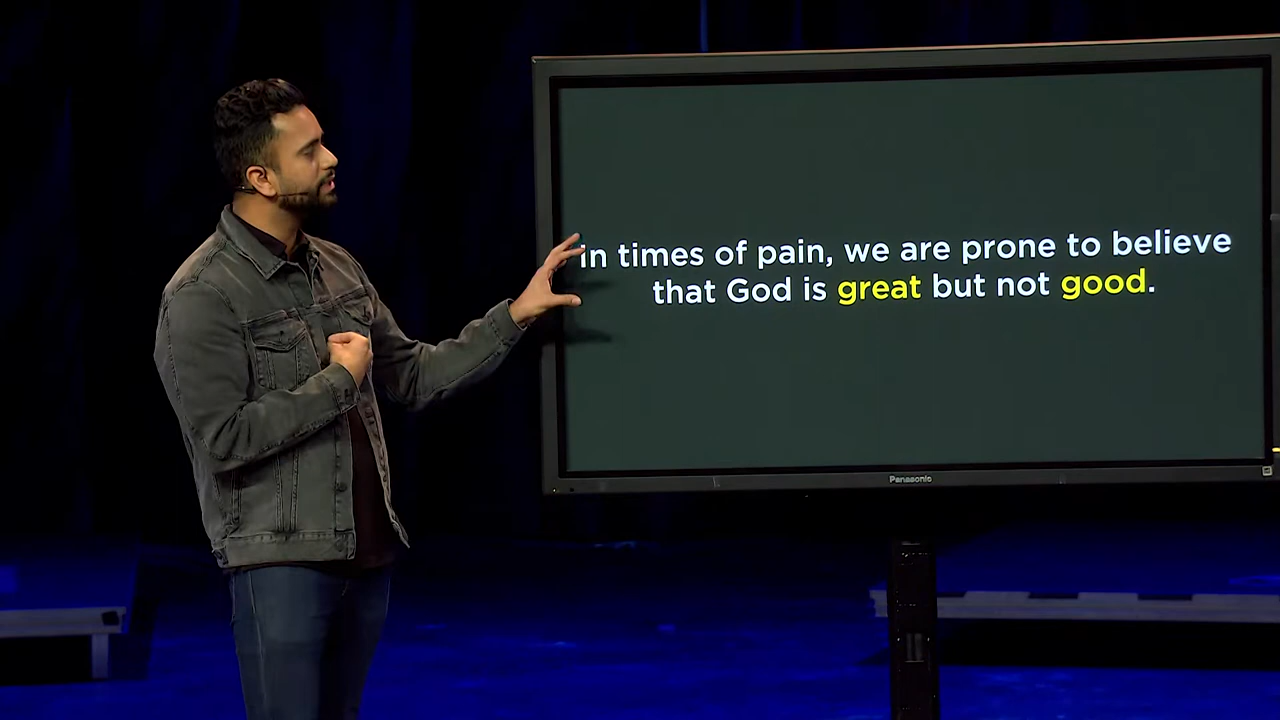 in times of pain, we are prone to believe
that God is great but not good.
Panasonic